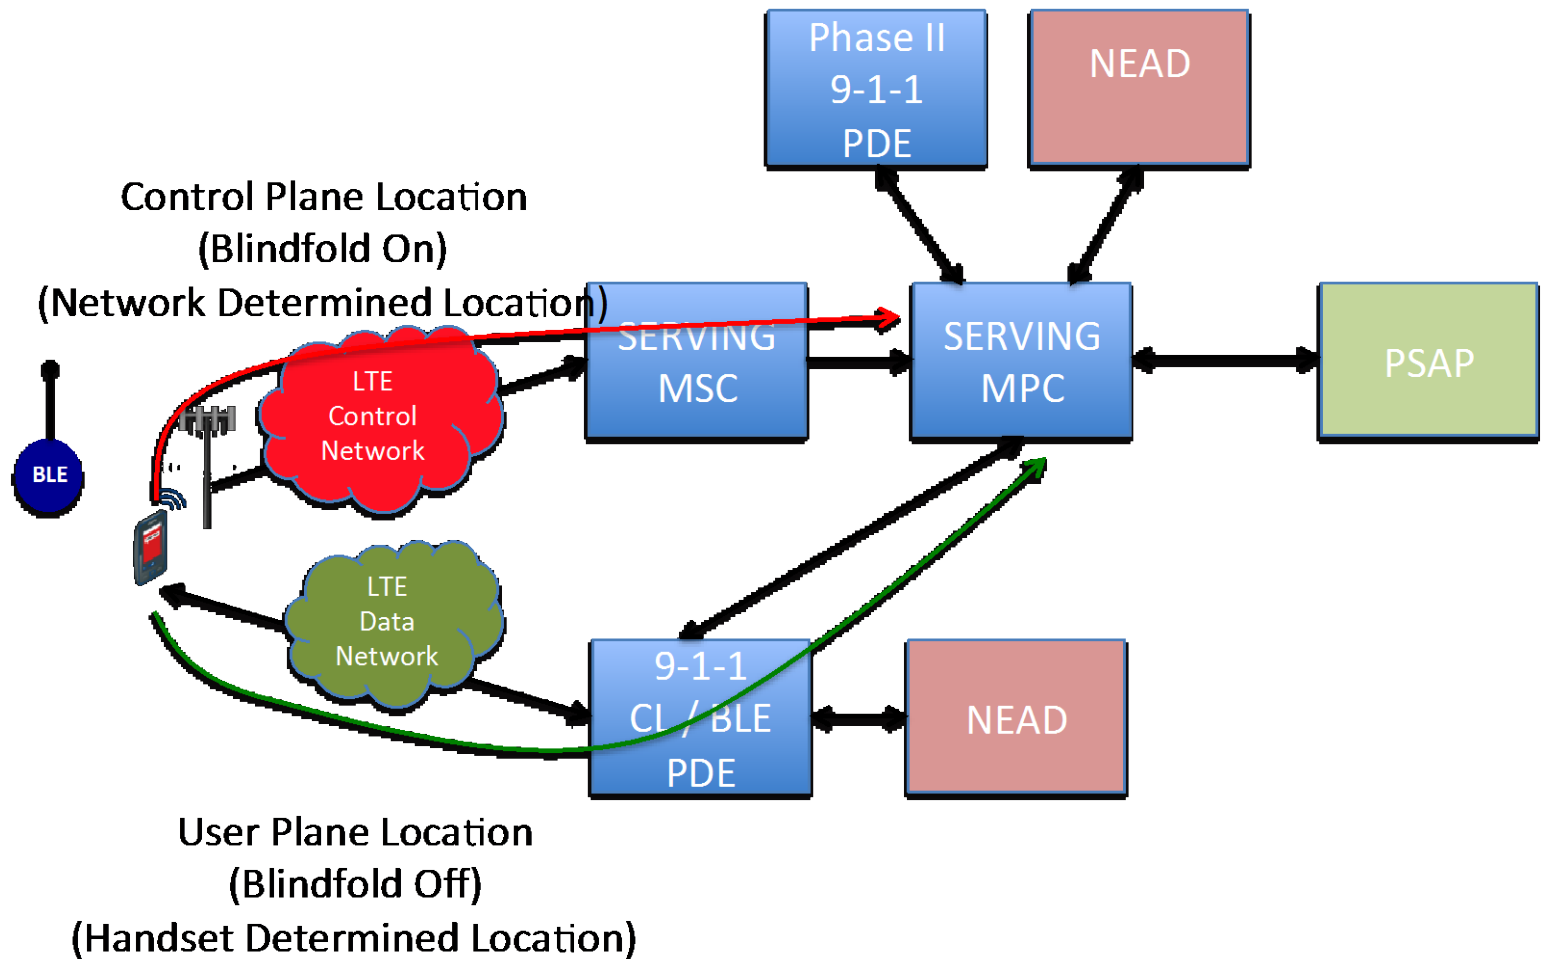 Phase II
9-1-1
PDE
NEAD
Control Plane Location
(Blindfold On)
(Network Determined Location)
SERVING
MSC
SERVING
MPC
PSAP
LTE
Control
Network
BLE
LTE
Data
Network
9-1-1
CL / BLE
PDE
NEAD
User Plane Location
(Blindfold Off)
(Handset Determined Location)